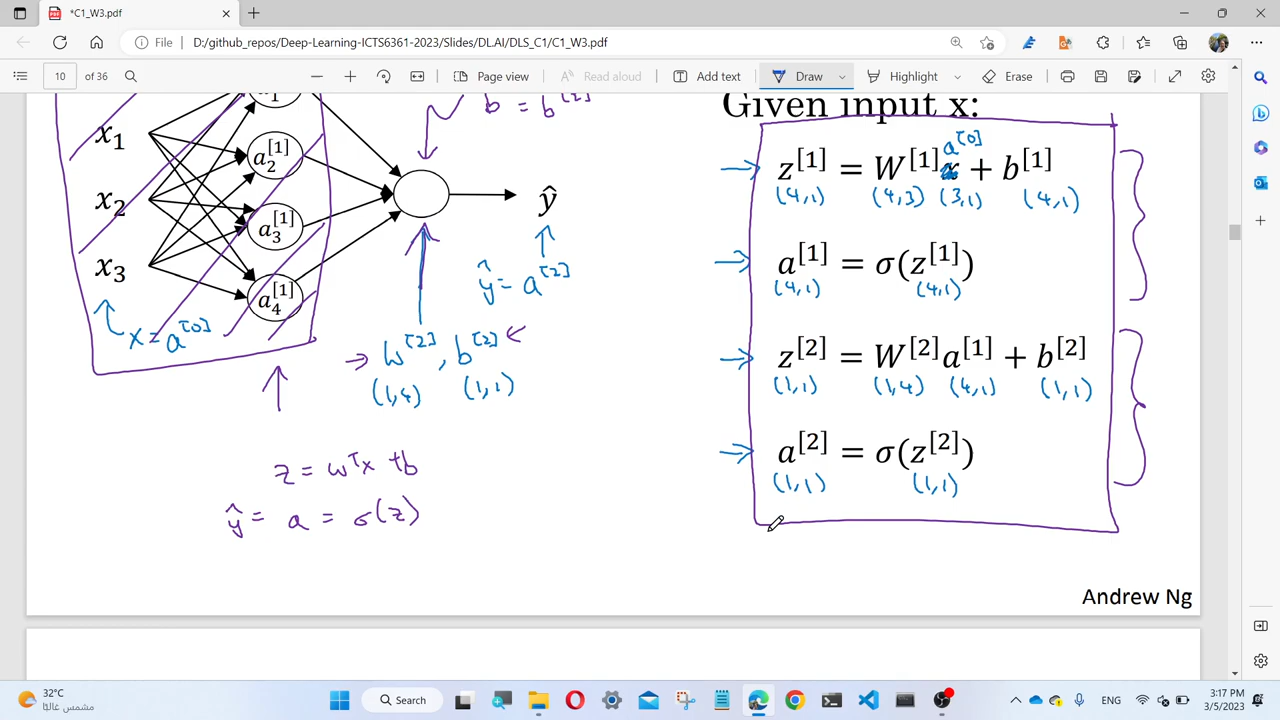 *C1_W3.pdf
File
D:/github_repos/Deep-Learning-ICTS6361-2023/Slides/DL.AI/DLS_C1/C1_W3.pdf
10 of 36
Page view
Read aloud
Add text
Draw
Highlight
Erase
b = b^[2]
Given input x:
x₁
x₂
x₃
a₂^[1]
a₃^[1]
a₄^[1]
ŷ
ŷ = a^[2]
x = a^[0]
→ w^[2], b^[2] ←
(1,4) (1,1)
z = wᵀx + b
ŷ = a = σ(z)
a^[0]
→ z^[1] = W^[1]x + b^[1]
(4,1) (4,3) (3,1) (4,1)
→ a^[1] = σ(z^[1])
(4,1) (4,1)
→ z^[2] = W^[2]a^[1] + b^[2]
(1,1) (1,4) (4,1) (1,1)
→ a^[2] = σ(z^[2])
(1,1) (1,1)
Andrew Ng
32°C
مشمس غالبًا
Search
ENG
3:17 PM
3/5/2023